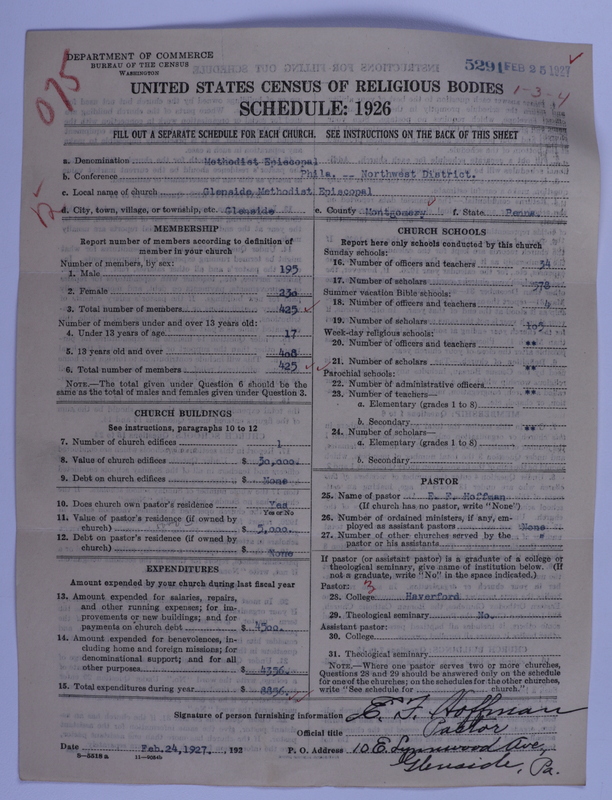 DEPARTMENT OF COMMERCE
BUREAU OF THE CENSUS
WASHINGTON
5291 FEB 25 1927
075
UNITED STATES CENSUS OF RELIGIOUS BODIES
1-3-4
SCHEDULE: 1926
FILL OUT A SEPARATE SCHEDULE FOR EACH CHURCH. SEE INSTRUCTIONS ON THE BACK OF THIS SHEET
a. Denomination Methodist Episcopal
b. Conference Phila. -- Northwest District.
c. Local name of church Glenside Methodist Episcopal
d. City, town, village, or township, etc. Glenside e. County Montgomery f. State Penna.
MEMBERSHIP
Report number of members according to definition of
member in your church
Number of members, by sex:
1. Male 195
2. Female 230
3. Total number of members 425
Number of members under and over 13 years old:
4. Under 13 years of age 17
5. 13 years old and over 408
6. Total number of members 425
NOTE.—The total given under Question 6 should be
the same as the total of males and females given under Question 3.
CHURCH BUILDINGS
See instructions, paragraphs 10 to 12
7. Number of church edifices 1
8. Value of church edifices $ 50,000.
9. Debt on church edifices $ None
10. Does church own pastor's residence Yes
Yes or No
11. Value of pastor's residence (if owned by
church) $ 5,000.
12. Debt on pastor's residence (if owned by
church) $ None
EXPENDITURES
Amount expended by your church during last fiscal year
13. Amount expended for salaries, repairs,
and other running expenses; for im-
provements or new buildings; and for
payments on church debt $ 4500.
14. Amount expended for benevolences, in-
cluding home and foreign missions; for
denominational support; and for all
other purposes $ 4356.
15. Total expenditures during year $ 8856.
CHURCH SCHOOLS
Report here only schools conducted by this church
Sunday schools:
16. Number of officers and teachers 34
17. Number of scholars 378
Summer vacation Bible schools:
18. Number of officers and teachers 4
19. Number of scholars 105
Week-day religious schools:
20. Number of officers and teachers **
21. Number of scholars **
Parochial schools:
22. Number of administrative officers
23. Number of teachers— **
a. Elementary (grades 1 to 8)
b. Secondary
24. Number of scholars— **
a. Elementary (grades 1 to 8)
b. Secondary
PASTOR
25. Name of pastor E. F. Hoffman
(If church has no pastor, write "None")
26. Number of ordained ministers, if any, em-
ployed as assistant pastors None
27. Number of other churches served by the
pastor or his assistants
If pastor (or assistant pastor) is a graduate of a college or
theological seminary, give name of institution below. (If
not a graduate, write "No" in the space indicated.)
Pastor: 3
28. College Haverford
29. Theological seminary No.
Assistant pastor:
30. College
31. Theological seminary
NOTE.—Where one pastor serves two or more churches,
Questions 28 and 29 should be answered only on the schedule
for one of the churches; on the schedules for the other churches,
write "See schedule for church."
Signature of person furnishing information E. F. Hoffman
Official title Pastor
Date Feb.24,1927. , 192
P. O. Address 10 E. Lynnwood Ave,
Glenside, Pa.
8-5518 a